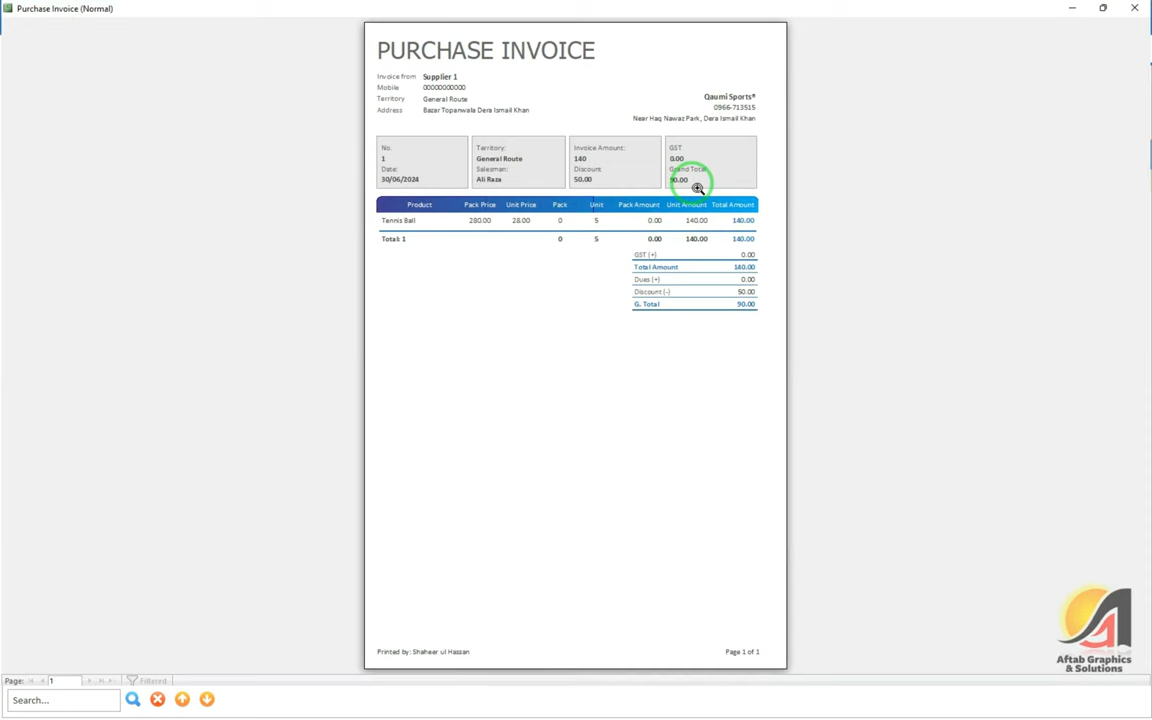 Purchase Invoice (Normal)
PURCHASE INVOICE
Invoice from Supplier 1
Mobile 00000000000
Territory General Route
Address Bazar Topanwala Dera Ismail Khan
Qaumi Sports®
0966-713515
Near Haq Nawaz Park, Dera Ismail Khan
No. Territory: Invoice Amount: GST
1 General Route 140 0.00
Date: Salesman: Discount Grand Total
30/06/2024 Ali Raza 50.00 90.00
Product Pack Price Unit Price Pack Unit Pack Amount Unit Amount Total Amount
Tennis Ball 280.00 28.00 0 5 0.00 140.00 140.00
Total: 1 0 5 0.00 140.00 140.00
GST (+) 0.00
Total Amount 140.00
Dues (+) 0.00
Discount (-) 50.00
G. Total 90.00
Printed by: Shaheer ul Hassan Page 1 of 1
Aftab Graphics
& Solutions
Page: 1 Filtered
Search...